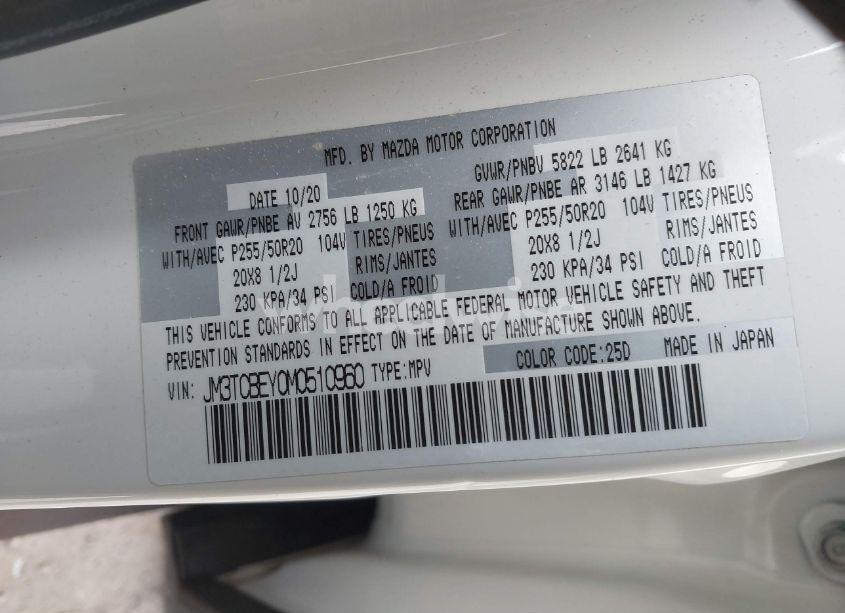 MFD. BY MAZDA MOTOR CORPORATION
DATE 10/20
GVWR/PNBV 5822 LB 2641 KG
FRONT GAWR/PNBE AV 2756 LB 1250 KG
REAR GAWR/PNBE AR 3146 LB 1427 KG
WITH/AVEC P255/50R20 104V TIRES/PNEUS
WITH/AVEC P255/50R20 104V TIRES/PNEUS
20X8 1/2J RIMS/JANTES
20X8 1/2J RIMS/JANTES
230 KPA/34 PSI COLD/A FROID
230 KPA/34 PSI COLD/A FROID
THIS VEHICLE CONFORMS TO ALL APPLICABLE FEDERAL MOTOR VEHICLE SAFETY AND THEFT
PREVENTION STANDARDS IN EFFECT ON THE DATE OF MANUFACTURE SHOWN ABOVE.
COLOR CODE:25D MADE IN JAPAN
VIN: JM3TCBEY0M0510960 TYPE:MPV